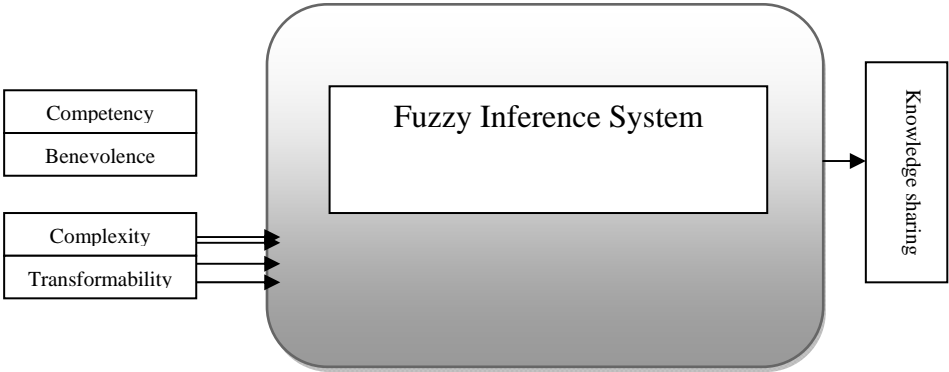 Competency
Benevolence
Complexity
Transformability
Fuzzy Inference System
Knowledge sharing